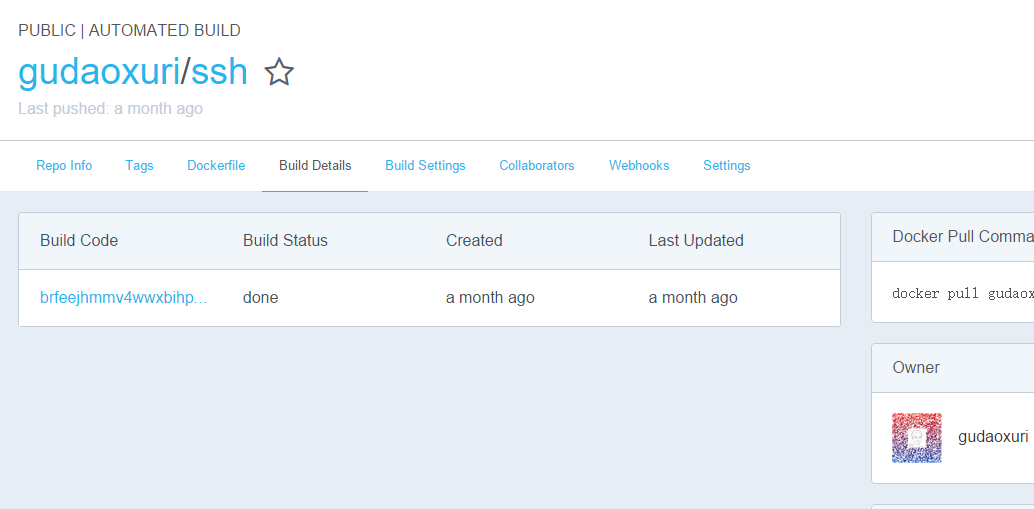 PUBLIC | AUTOMATED BUILD
gudaoxuri/ssh
Last pushed: a month ago
Repo Info Tags Dockerfile Build Details Build Settings Collaborators Webhooks Settings
Build Code Build Status Created Last Updated
brfeejhmmv4wwxbihp... done a month ago a month ago
Docker Pull Comma
docker pull gudaox
Owner
gudaoxuri